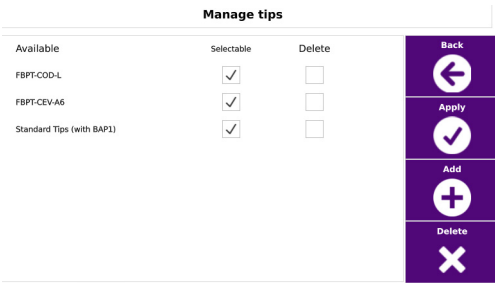 Manage tips
Available Selectable Delete
FBPT-COD-L
FBPT-CEV-A6
Standard Tips (with BAP1)
Back
Apply
Add
Delete